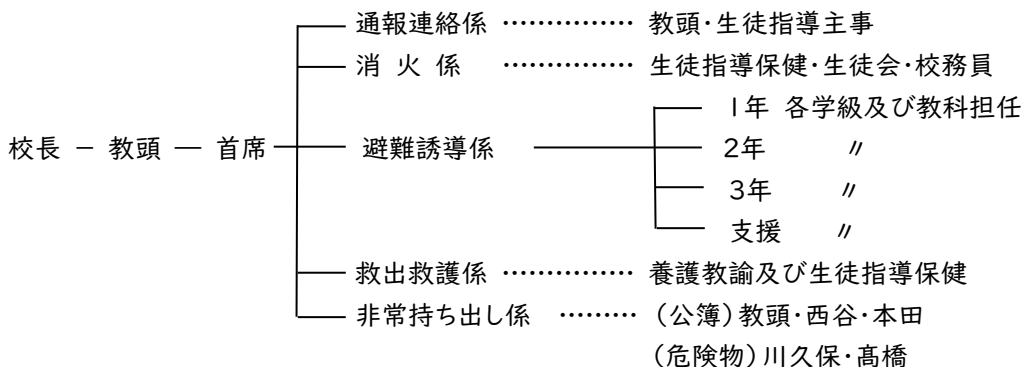 通報連絡係 ……………… 教頭・生徒指導主事
消 火 係 ……………… 生徒指導保健・生徒会・校務員
1年 各学級及び教科担任
校長 － 教頭 ― 首席 避難誘導係 2年 〃
3年 〃
支援 〃
救出救護係 ……………… 養護教諭及び生徒指導保健
非常持ち出し係 ……… (公簿)教頭・西谷・本田
(危険物)川久保・髙橋